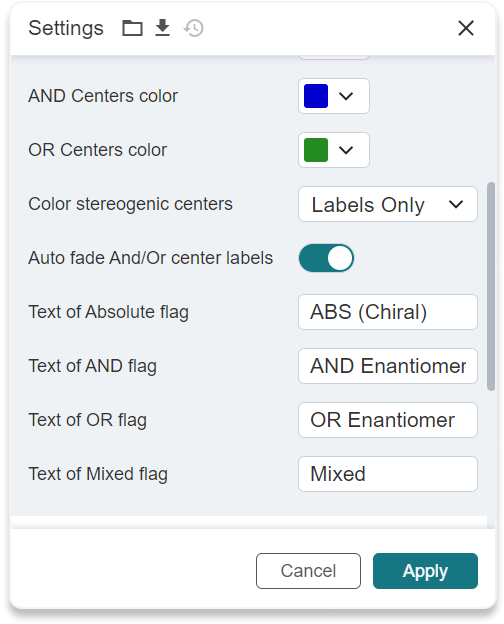 Settings
AND Centers color
OR Centers color
Color stereogenic centers Labels Only
Auto fade And/Or center labels
Text of Absolute flag ABS (Chiral)
Text of AND flag AND Enantiomer
Text of OR flag OR Enantiomer
Text of Mixed flag Mixed
Cancel Apply